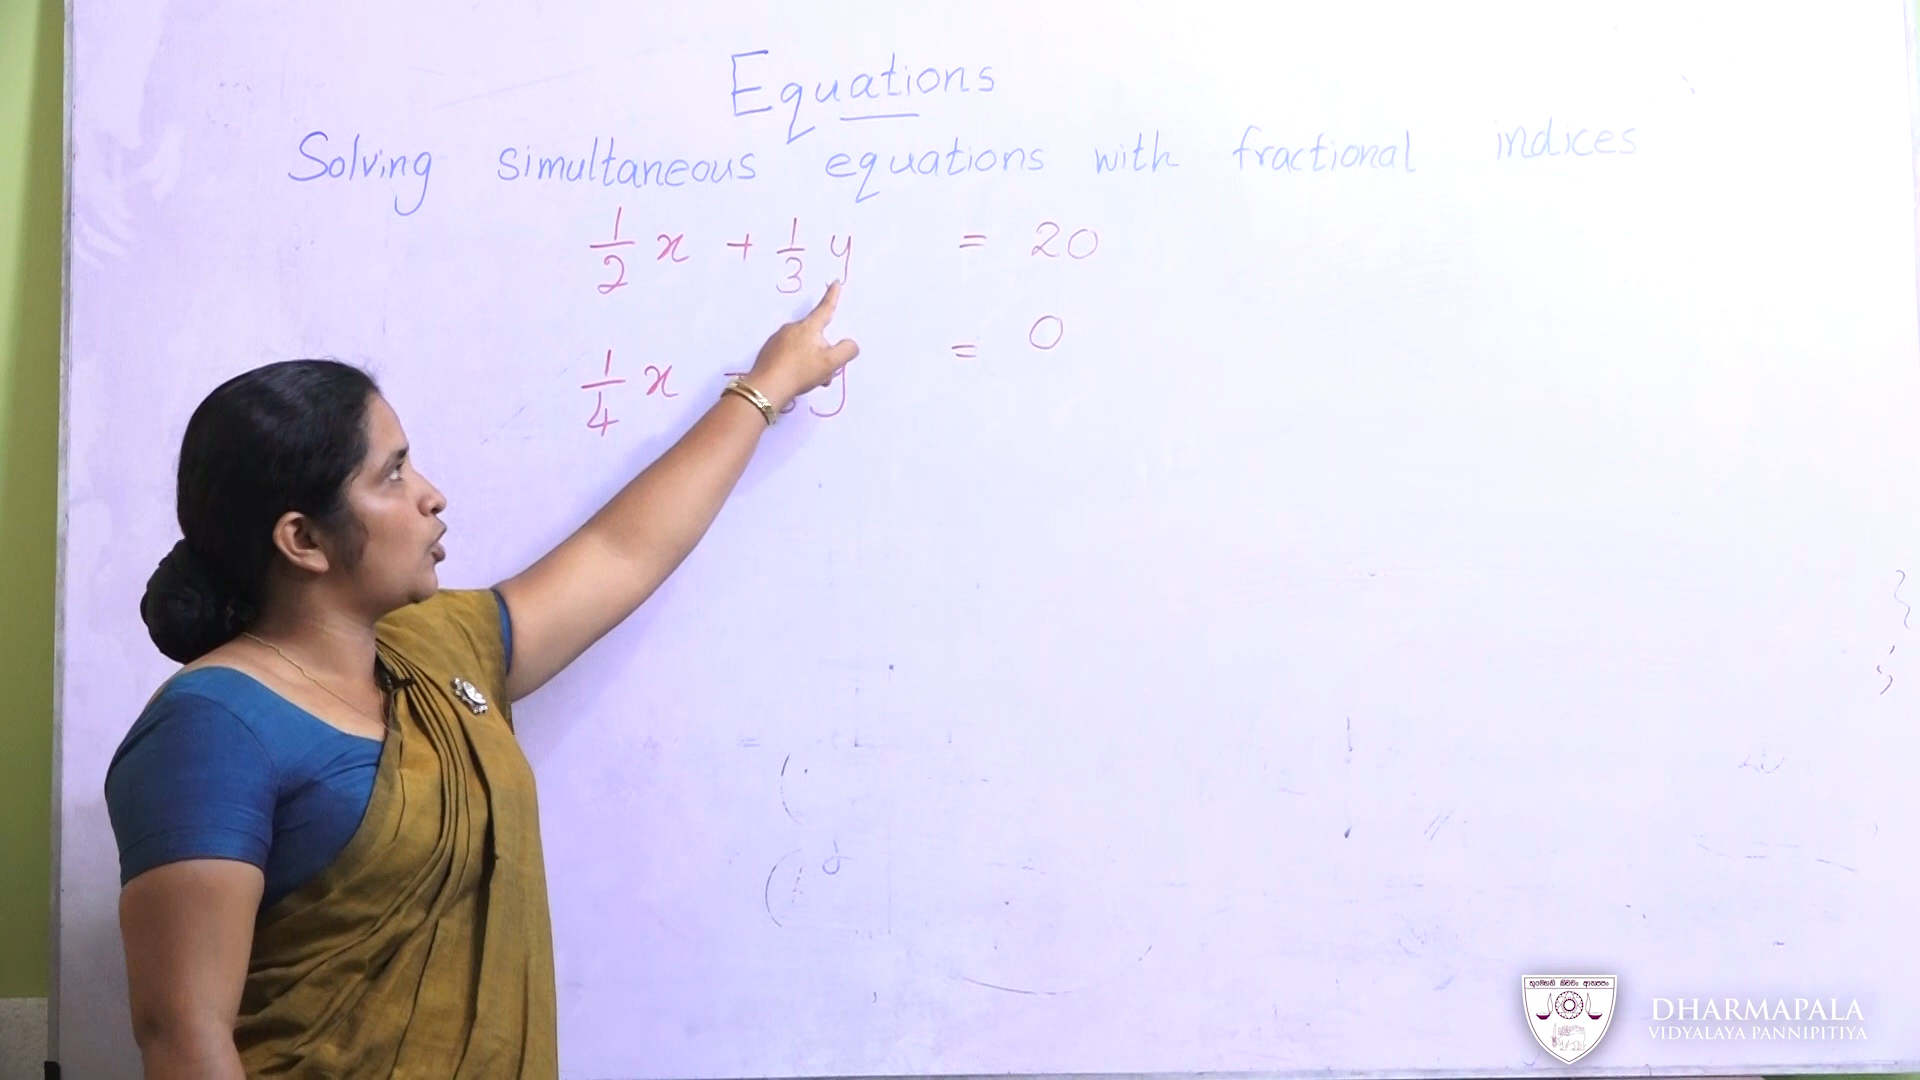 Equations
Solving simultaneous equations with fractional indices
1/2 x + 1/3 y = 20
1/4 x y = 0
DHARMAPALA
VIDYALAYA PANNIPITIYA